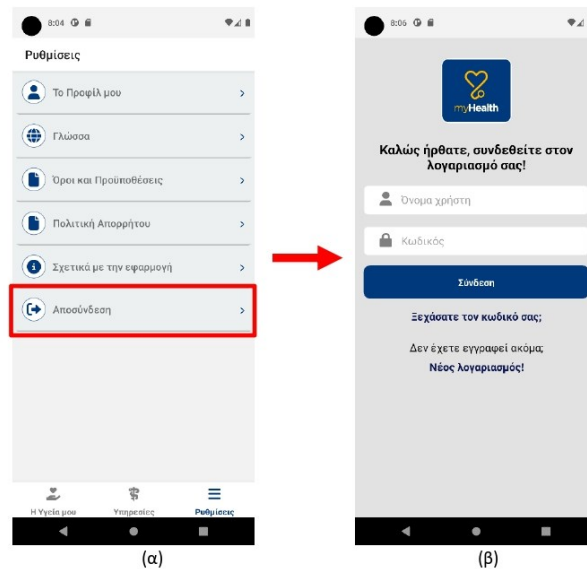 8:04
Ρυθμίσεις
Το Προφίλ μου
Γλώσσα
Όροι και Προϋποθέσεις
Πολιτική Απορρήτου
Σχετικά με την εφαρμογή
Αποσύνδεση
Η Υγεία μου
Υπηρεσίες
Ρυθμίσεις
(α)
8:06
myHealth
Καλώς ήρθατε, συνδεθείτε στον
λογαριασμό σας!
Όνομα χρήστη
Κωδικός
Σύνδεση
Ξεχάσατε τον κωδικό σας;
Δεν έχετε εγγραφεί ακόμα;
Νέος λογαριασμός!
(β)